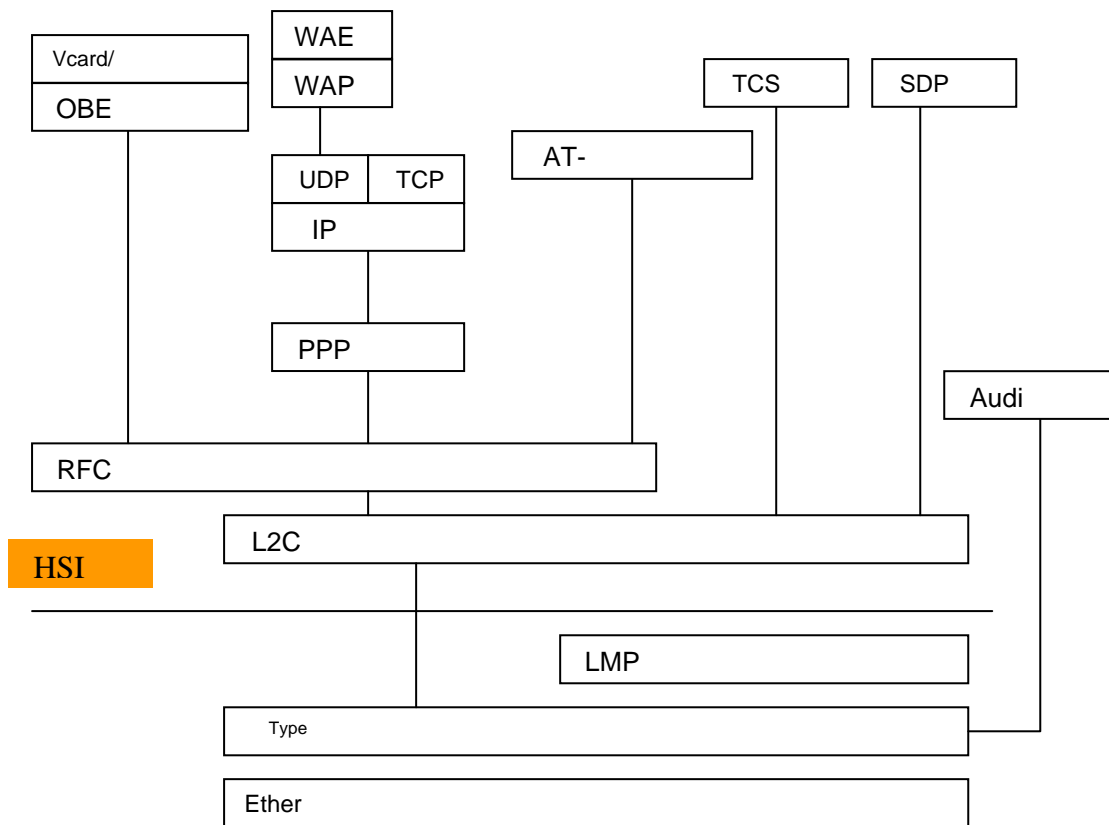 WAE
Vcard/
WAP
TCS
SDP
OBE
AT-
UDP
TCP
IP
PPP
Audi
RFC
L2C
HSI
LMP
Type
Ether